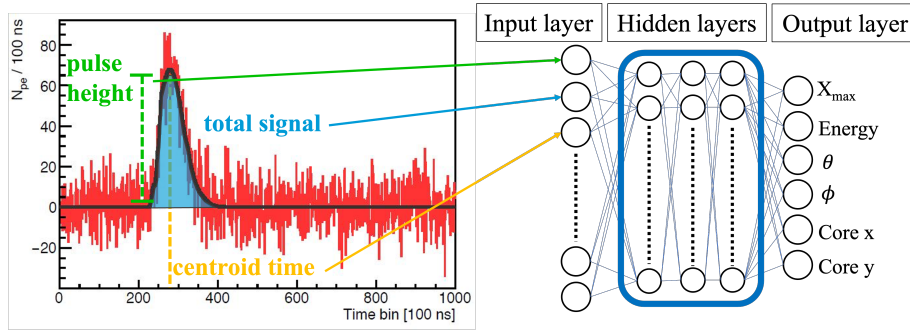 Input layer
Hidden layers
Output layer
N_pe / 100 ns
80
60
40
20
0
−20
pulse
height
total signal
centroid time
0
200
400
600
800
1000
Time bin [100 ns]
X_max
Energy
θ
ϕ
Core x
Core y